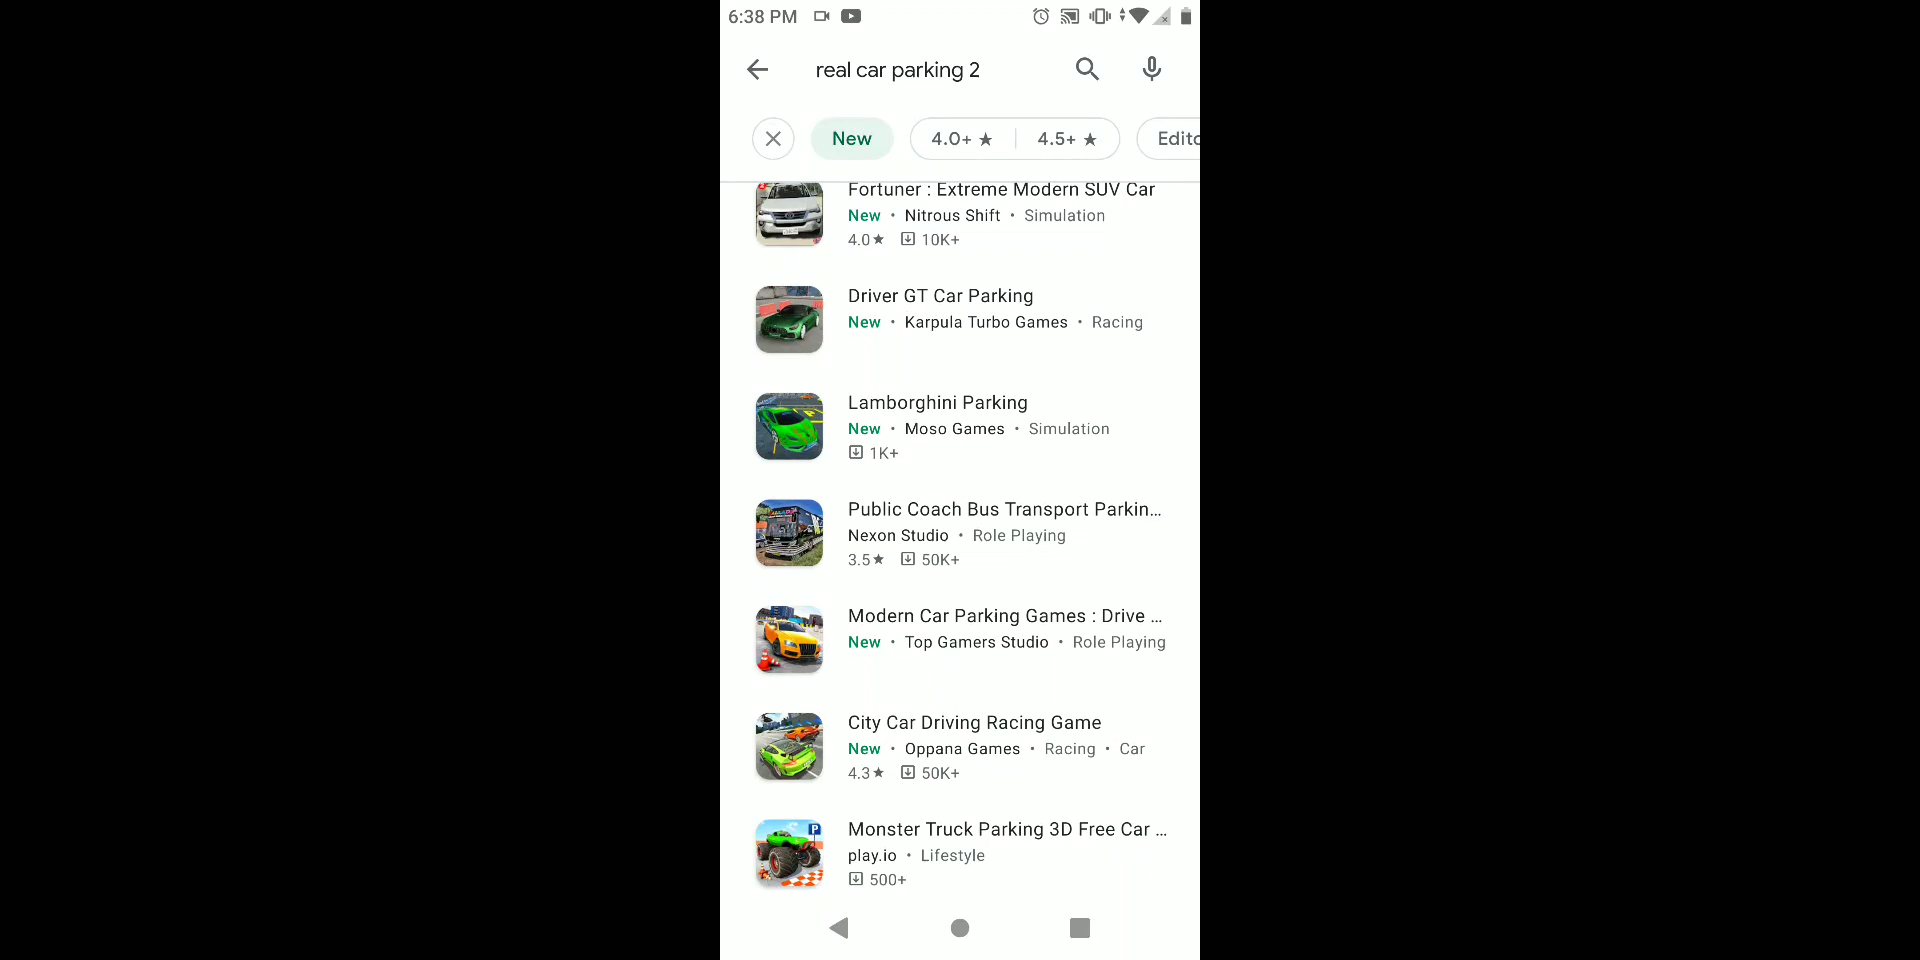 6:38 PM
real car parking 2
New 4.0+ ★ 4.5+ ★ Edito
Fortuner : Extreme Modern SUV Car
New • Nitrous Shift • Simulation
4.0★ 10K+
Driver GT Car Parking
New • Karpula Turbo Games • Racing
Lamborghini Parking
New • Moso Games • Simulation
1K+
Public Coach Bus Transport Parkin...
Nexon Studio • Role Playing
3.5★ 50K+
Modern Car Parking Games : Drive ...
New • Top Gamers Studio • Role Playing
City Car Driving Racing Game
New • Oppana Games • Racing • Car
4.3★ 50K+
P
Monster Truck Parking 3D Free Car ...
play.io • Lifestyle
500+